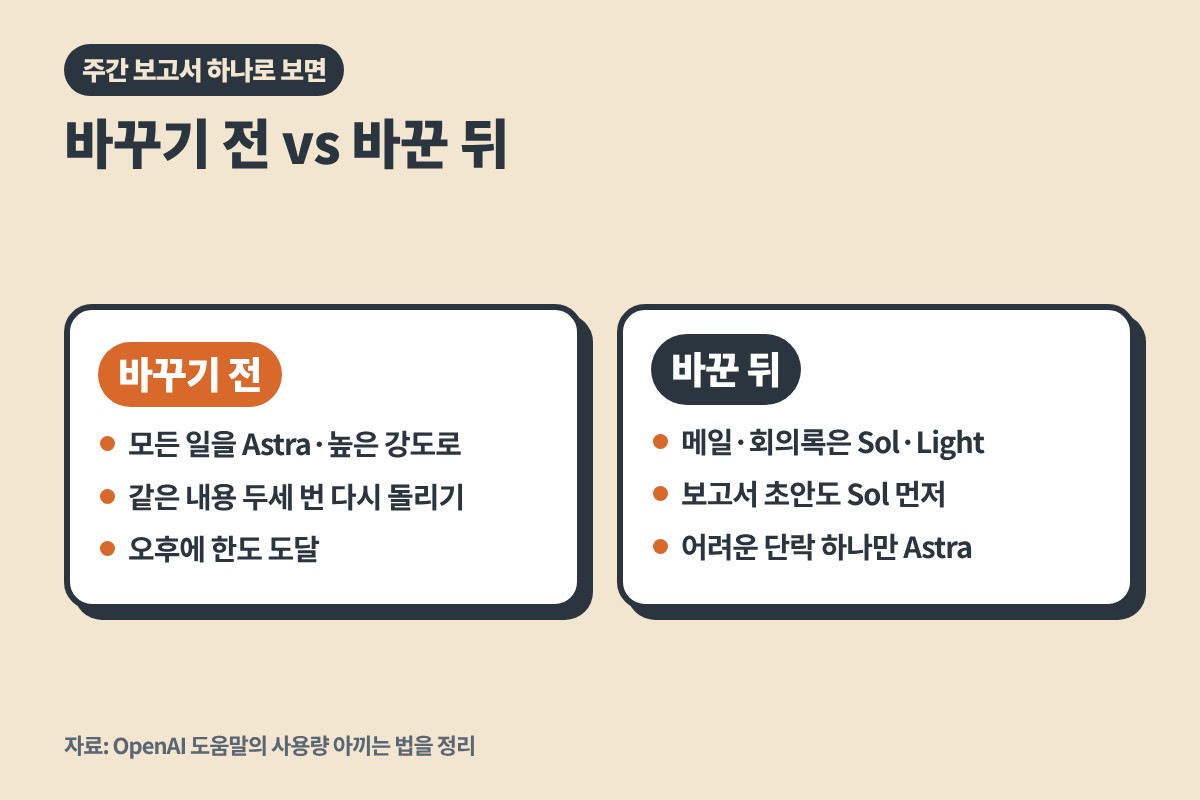 주간 보고서 하나로 보면
바꾸기 전 vs 바꾼 뒤
바꾸기 전
모든 일을 Astra·높은 강도로
같은 내용 두세 번 다시 돌리기
오후에 한도 도달
바꾼 뒤
메일·회의록은 Sol·Light
보고서 초안도 Sol 먼저
어려운 단락 하나만 Astra
자료: OpenAI 도움말의 사용량 아끼는 법을 정리